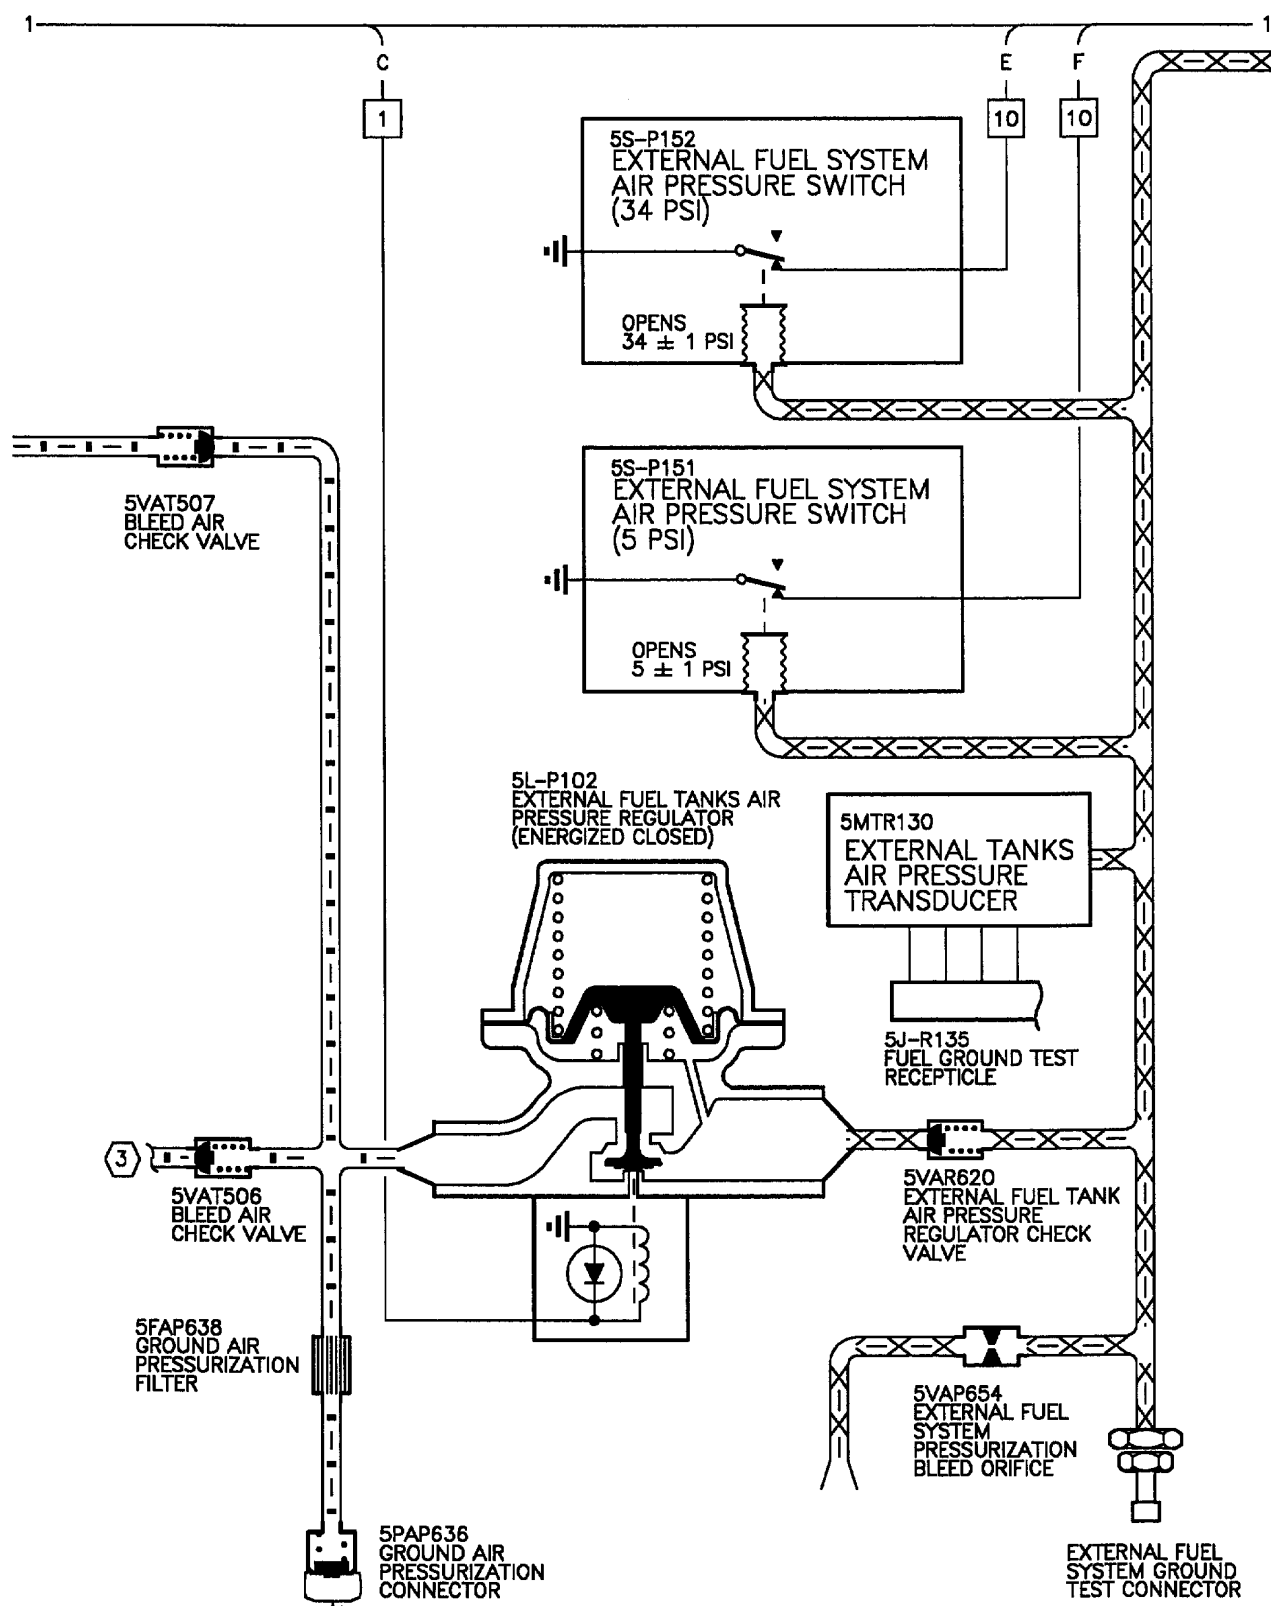 1
1
C
E
F
1
10
10
5S-P152
EXTERNAL FUEL SYSTEM
AIR PRESSURE SWITCH
(34 PSI)
OPENS
34 ± 1 PSI
5S-P151
EXTERNAL FUEL SYSTEM
AIR PRESSURE SWITCH
(5 PSI)
OPENS
5 ± 1 PSI
5VAT507
BLEED AIR
CHECK VALVE
5L-P102
EXTERNAL FUEL TANKS AIR
PRESSURE REGULATOR
(ENERGIZED CLOSED)
5MTR130
EXTERNAL TANKS
AIR PRESSURE
TRANSDUCER
5J-R135
FUEL GROUND TEST
RECEPTICLE
3
5VAT506
BLEED AIR
CHECK VALVE
5VAR620
EXTERNAL FUEL TANK
AIR PRESSURE
REGULATOR CHECK
VALVE
5FAP638
GROUND AIR
PRESSURIZATION
FILTER
5VAP654
EXTERNAL FUEL
SYSTEM
PRESSURIZATION
BLEED ORIFICE
5PAP636
GROUND AIR
PRESSURIZATION
CONNECTOR
EXTERNAL FUEL
SYSTEM GROUND
TEST CONNECTOR